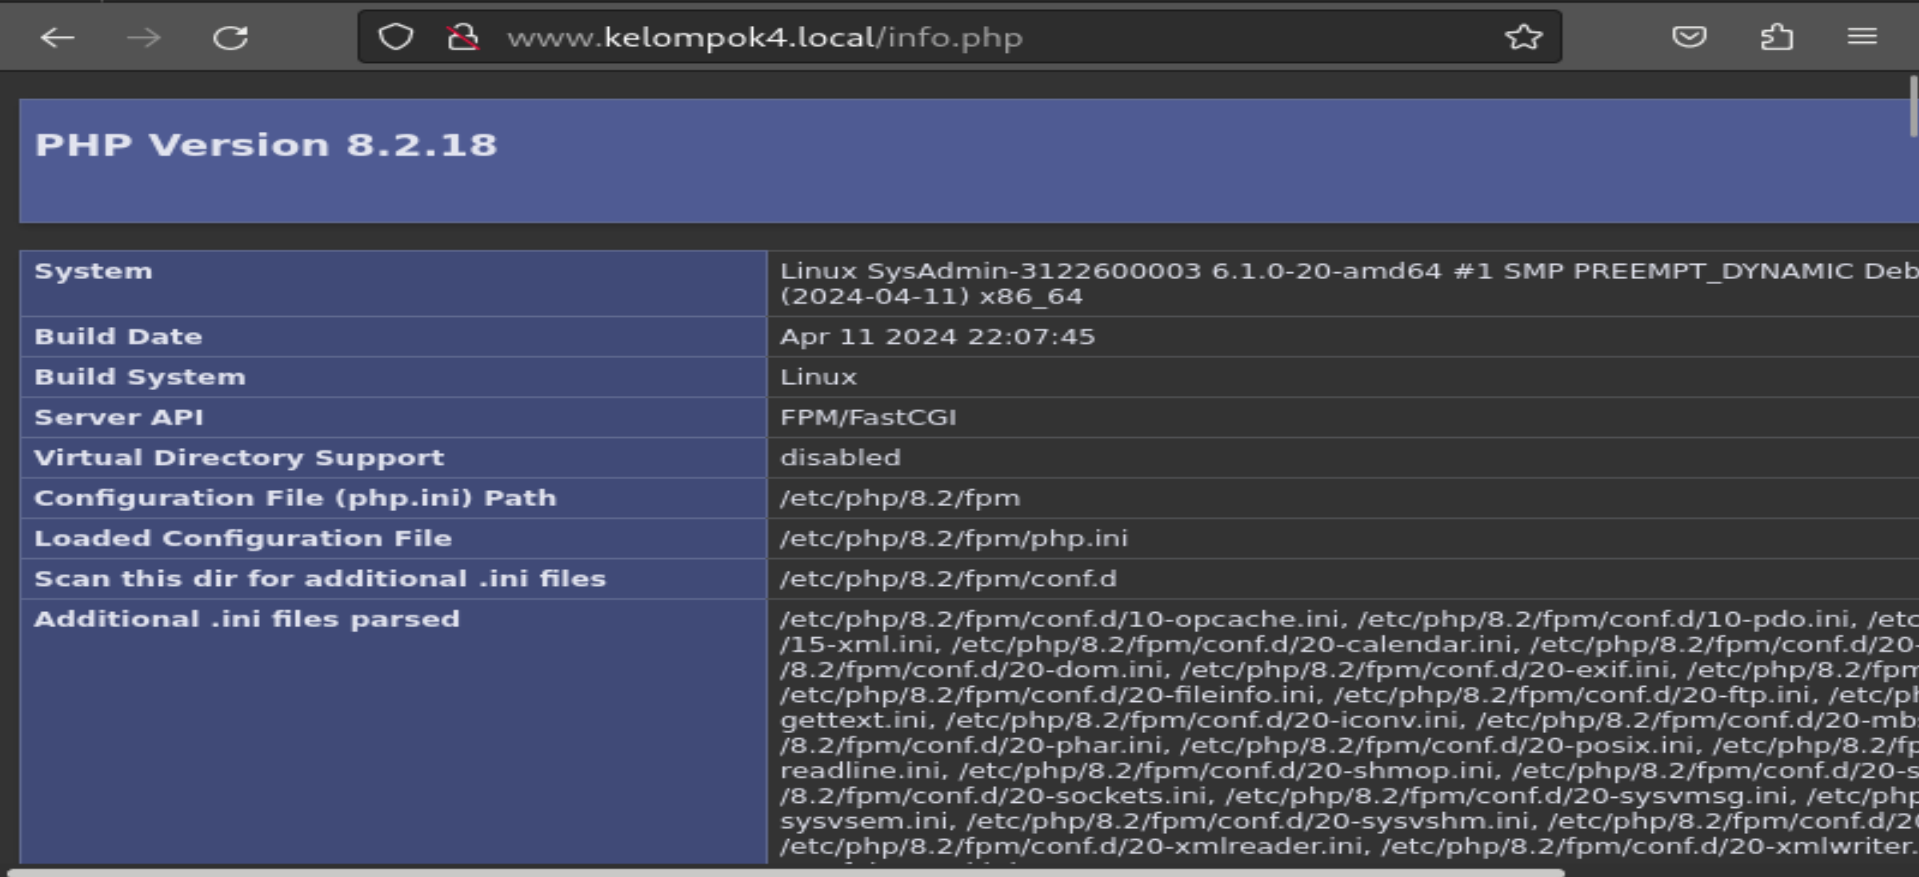 www.kelompok4.local/info.php
PHP Version 8.2.18
System
Linux SysAdmin-3122600003 6.1.0-20-amd64 #1 SMP PREEMPT_DYNAMIC Deb
(2024-04-11) x86_64
Build Date
Apr 11 2024 22:07:45
Build System
Linux
Server API
FPM/FastCGI
Virtual Directory Support
disabled
Configuration File (php.ini) Path
/etc/php/8.2/fpm
Loaded Configuration File
/etc/php/8.2/fpm/php.ini
Scan this dir for additional .ini files
/etc/php/8.2/fpm/conf.d
Additional .ini files parsed
/etc/php/8.2/fpm/conf.d/10-opcache.ini, /etc/php/8.2/fpm/conf.d/10-pdo.ini, /etc
/15-xml.ini, /etc/php/8.2/fpm/conf.d/20-calendar.ini, /etc/php/8.2/fpm/conf.d/20-
/8.2/fpm/conf.d/20-dom.ini, /etc/php/8.2/fpm/conf.d/20-exif.ini, /etc/php/8.2/fpm
/etc/php/8.2/fpm/conf.d/20-fileinfo.ini, /etc/php/8.2/fpm/conf.d/20-ftp.ini, /etc/ph
gettext.ini, /etc/php/8.2/fpm/conf.d/20-iconv.ini, /etc/php/8.2/fpm/conf.d/20-mb
/8.2/fpm/conf.d/20-phar.ini, /etc/php/8.2/fpm/conf.d/20-posix.ini, /etc/php/8.2/fp
readline.ini, /etc/php/8.2/fpm/conf.d/20-shmop.ini, /etc/php/8.2/fpm/conf.d/20-s
/8.2/fpm/conf.d/20-sockets.ini, /etc/php/8.2/fpm/conf.d/20-sysvmsg.ini, /etc/php
sysvsem.ini, /etc/php/8.2/fpm/conf.d/20-sysvshm.ini, /etc/php/8.2/fpm/conf.d/20
/etc/php/8.2/fpm/conf.d/20-xmlreader.ini, /etc/php/8.2/fpm/conf.d/20-xmlwriter.